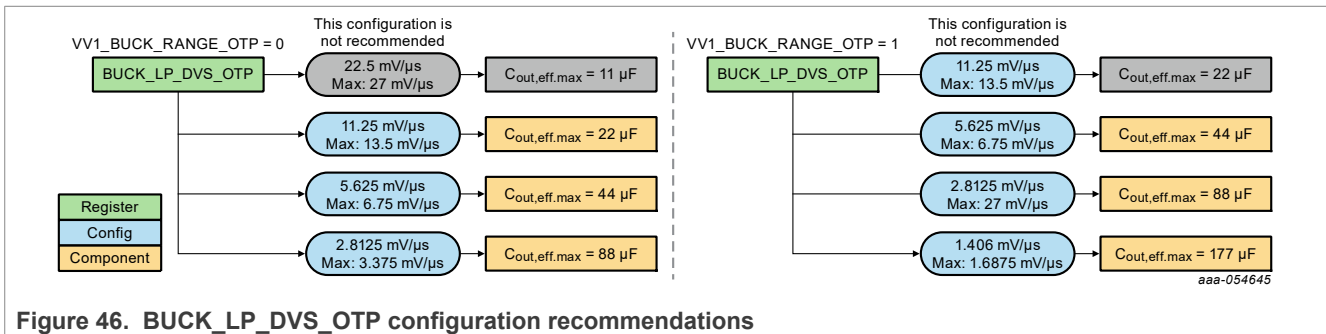 This configuration is
not recommended
VV1_BUCK_RANGE_OTP = 0
BUCK_LP_DVS_OTP
22.5 mV/µs
Max: 27 mV/µs
Cout,eff.max = 11 µF
11.25 mV/µs
Max: 13.5 mV/µs
Cout,eff.max = 22 µF
5.625 mV/µs
Max: 6.75 mV/µs
Cout,eff.max = 44 µF
2.8125 mV/µs
Max: 3.375 mV/µs
Cout,eff.max = 88 µF
Register
Config
Component
This configuration is
not recommended
VV1_BUCK_RANGE_OTP = 1
BUCK_LP_DVS_OTP
11.25 mV/µs
Max: 13.5 mV/µs
Cout,eff.max = 22 µF
5.625 mV/µs
Max: 6.75 mV/µs
Cout,eff.max = 44 µF
2.8125 mV/µs
Max: 27 mV/µs
Cout,eff.max = 88 µF
1.406 mV/µs
Max: 1.6875 mV/µs
Cout,eff.max = 177 µF
aaa-054645
Figure 46. BUCK_LP_DVS_OTP configuration recommendations